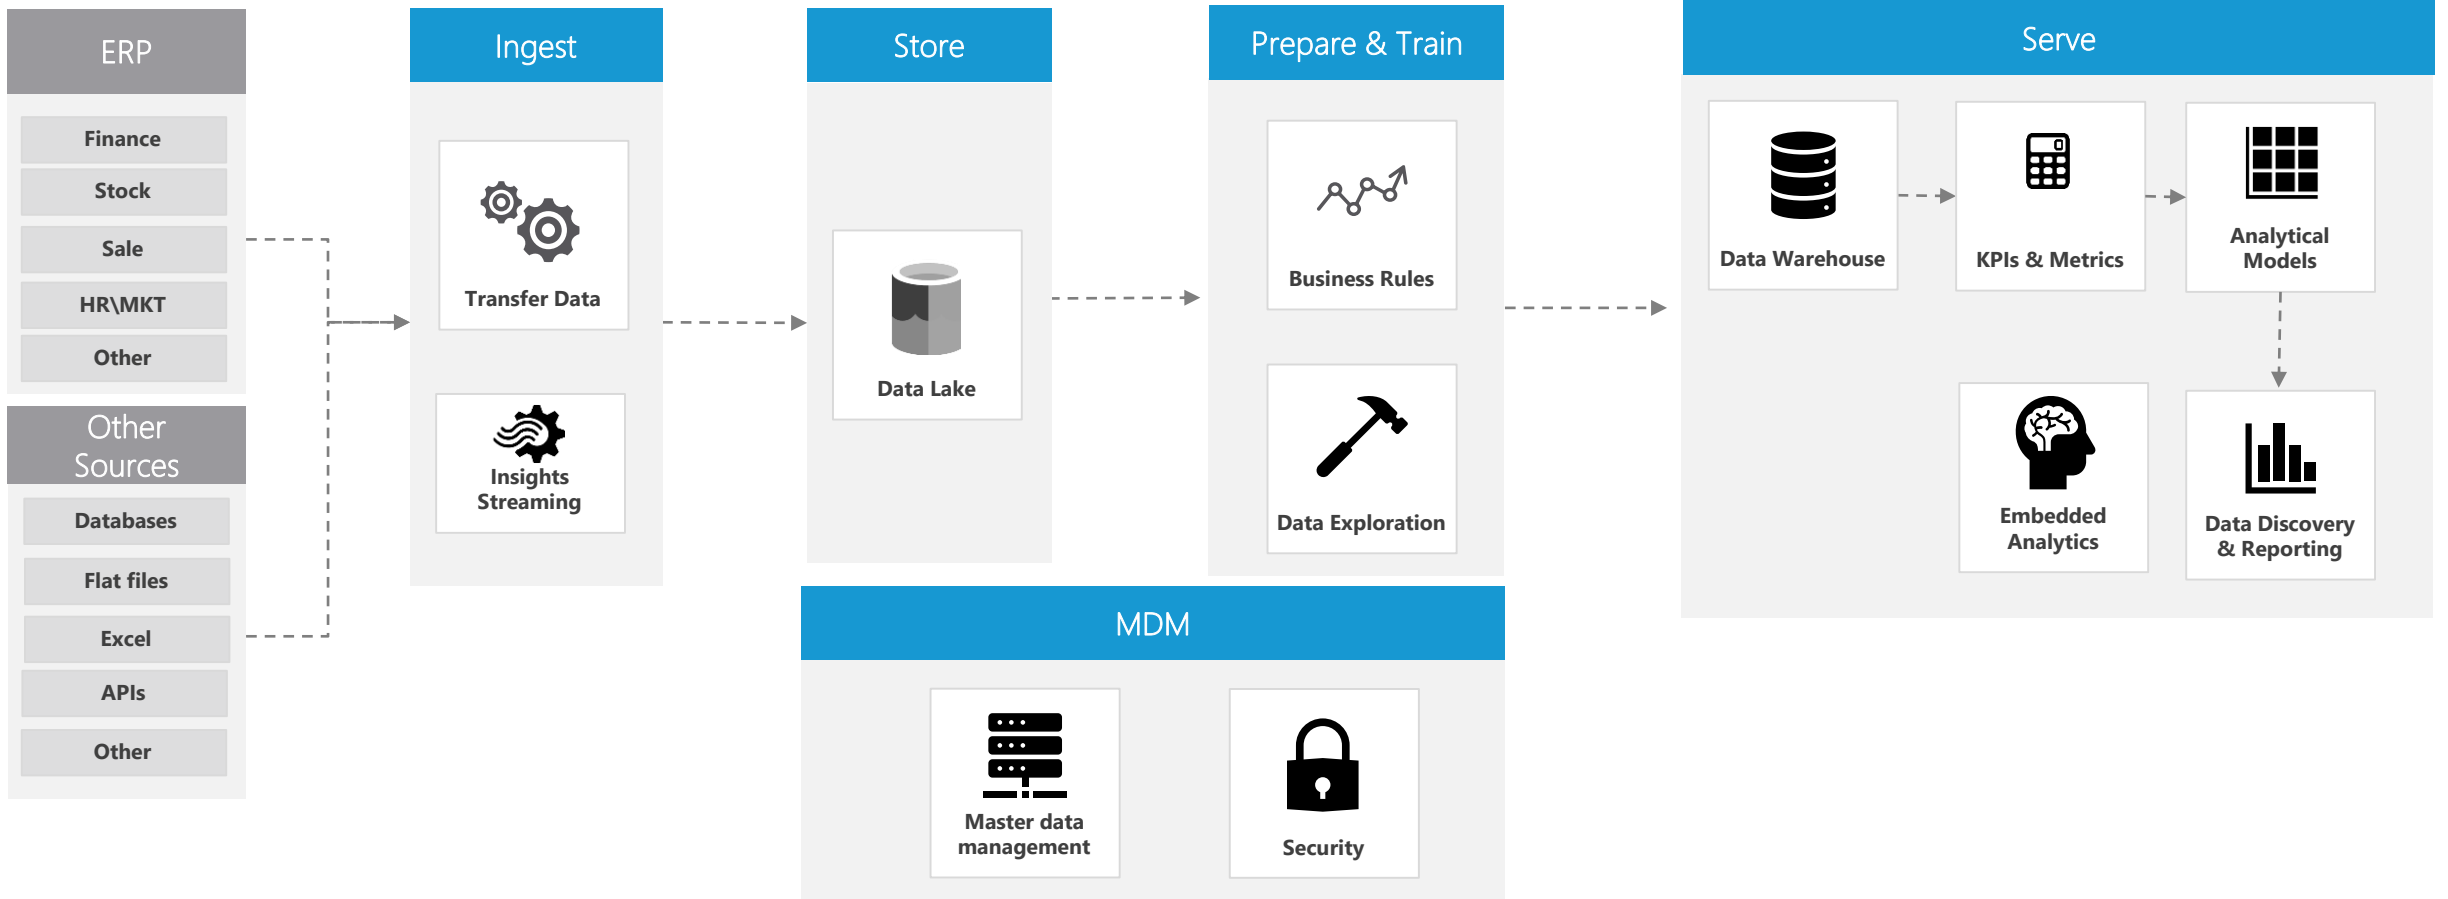 ERP
Finance
Stock
Sale
HR\MKT
Other
Other
Sources
Databases
Flat files
Excel
APIs
Other
Ingest
Transfer Data
Insights
Streaming
Store
Data Lake
Prepare & Train
Business Rules
Data Exploration
MDM
Master data
management
Security
Serve
Data Warehouse
KPIs & Metrics
Analytical
Models
Embedded
Analytics
Data Discovery
& Reporting